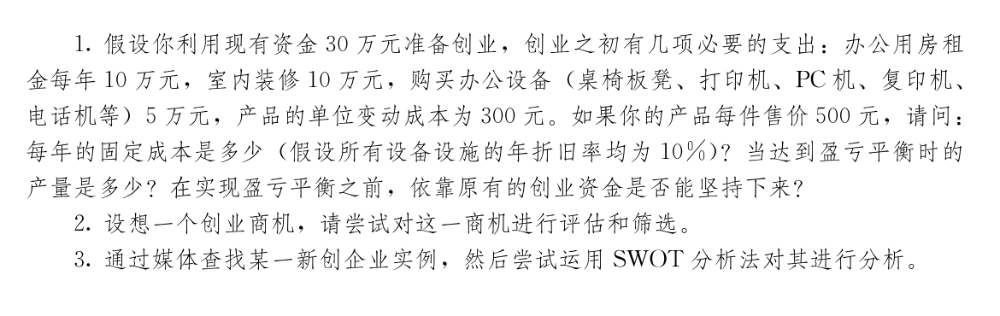 1. 假设你利用现有资金 30 万元准备创业，创业之初有几项必要的支出：办公用房租
金每年 10 万元，室内装修 10 万元，购买办公设备（桌椅板凳、打印机、PC 机、复印机、
电话机等）5 万元，产品的单位变动成本为 300 元。如果你的产品每件售价 500 元，请问：
每年的固定成本是多少（假设所有设备设施的年折旧率均为 10%）？当达到盈亏平衡时的
产量是多少？在实现盈亏平衡之前，依靠原有的创业资金是否能坚持下来？
2. 设想一个创业商机，请尝试对这一商机进行评估和筛选。
3. 通过媒体查找某一新创企业实例，然后尝试运用 SWOT 分析法对其进行分析。